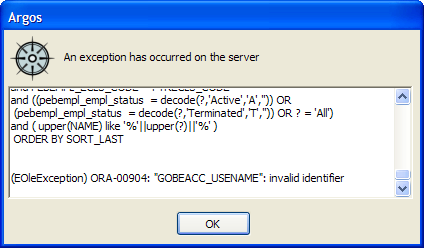 Argos
An exception has occurred on the server
and ((pebempl_empl_status = decode(?,'Active','A','')) OR
(pebempl_empl_status = decode(?,'Terminated','T','')) OR ? = 'All')
and ( upper(NAME) like '%'||upper(?)||'%' )
ORDER BY SORT_LAST
(EOleException) ORA-00904: "GOBEACC_USENAME": invalid identifier
OK